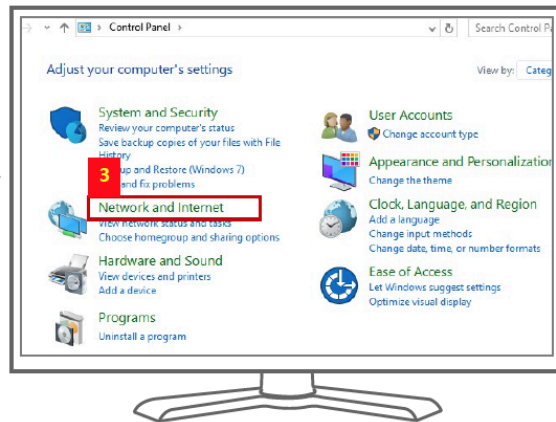 Control Panel
Search Control
Adjust your computer's settings
View by:
System and Security
Review your computer's status
Save backup copies of your files with File
History
up and Restore (Windows 7)
and fix problems
3
Network and Internet
View network status and tasks
Choose homegroup and sharing options
Hardware and Sound
View devices and printers
Add a device
Programs
Uninstall a program
User Accounts
Change account type
Appearance and Personalization
Change the theme
Clock, Language, and Region
Add a language
Change input methods
Change date, time, or number formats
Ease of Access
Let Windows suggest settings
Optimize visual display